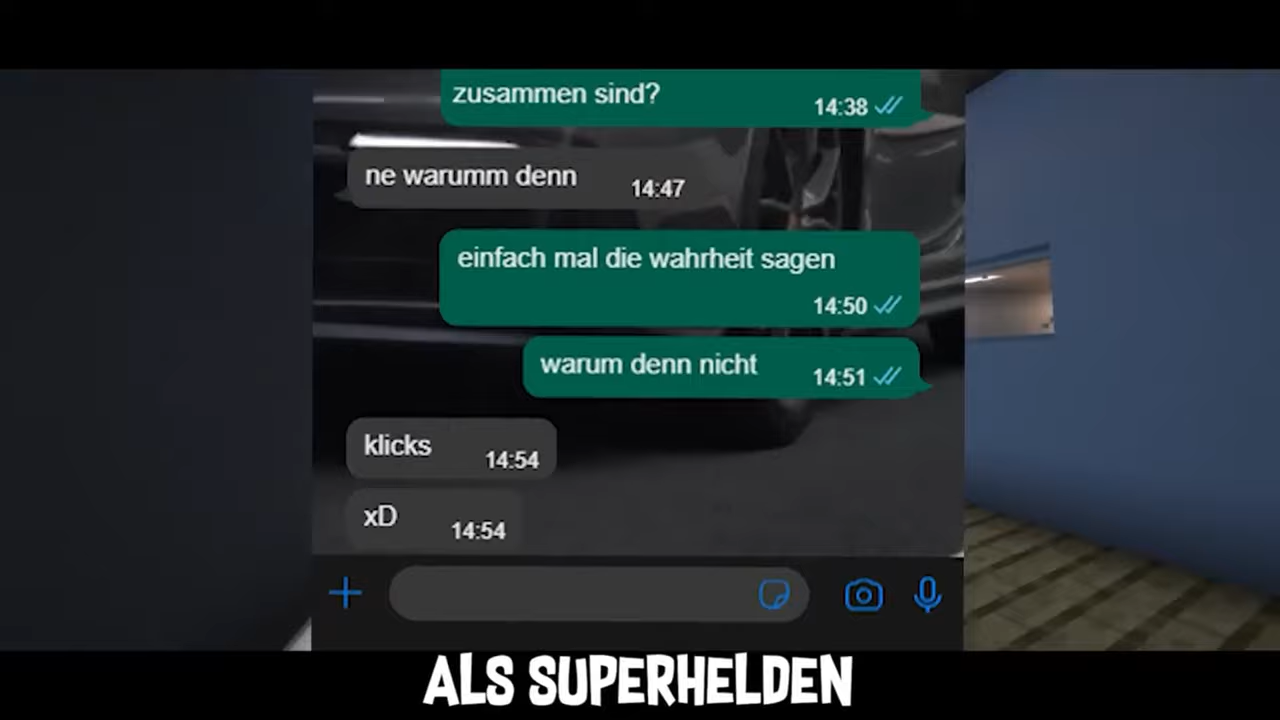 zusammen sind?
14:38
ne warumm denn
14:47
einfach mal die wahrheit sagen
14:50
warum denn nicht
14:51
klicks
14:54
xD
14:54
ALS SUPERHELDEN